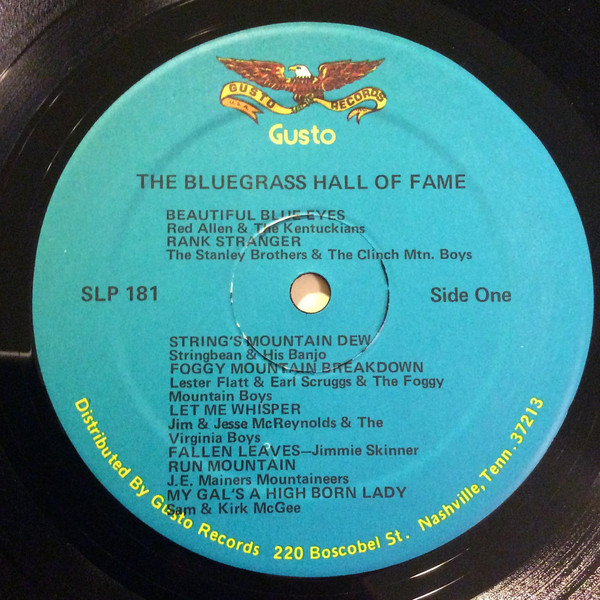 GUSTO RECORDS
U.S.A.
Gusto
THE BLUEGRASS HALL OF FAME
BEAUTIFUL BLUE EYES
Red Allen & The Kentuckians
RANK STRANGER
The Stanley Brothers & The Clinch Mtn. Boys
SLP 181
Side One
STRING'S MOUNTAIN DEW
Stringbean & His Banjo
FOGGY MOUNTAIN BREAKDOWN
Lester Flatt & Earl Scruggs & The Foggy
Mountain Boys
LET ME WHISPER
Jim & Jesse McReynolds & The
Virginia Boys
FALLEN LEAVES—Jimmie Skinner
RUN MOUNTAIN
J.E. Mainers Mountaineers
MY GAL'S A HIGH BORN LADY
Sam & Kirk McGee
Distributed By Gusto Records 220 Boscobel St. Nashville, Tenn. 37213